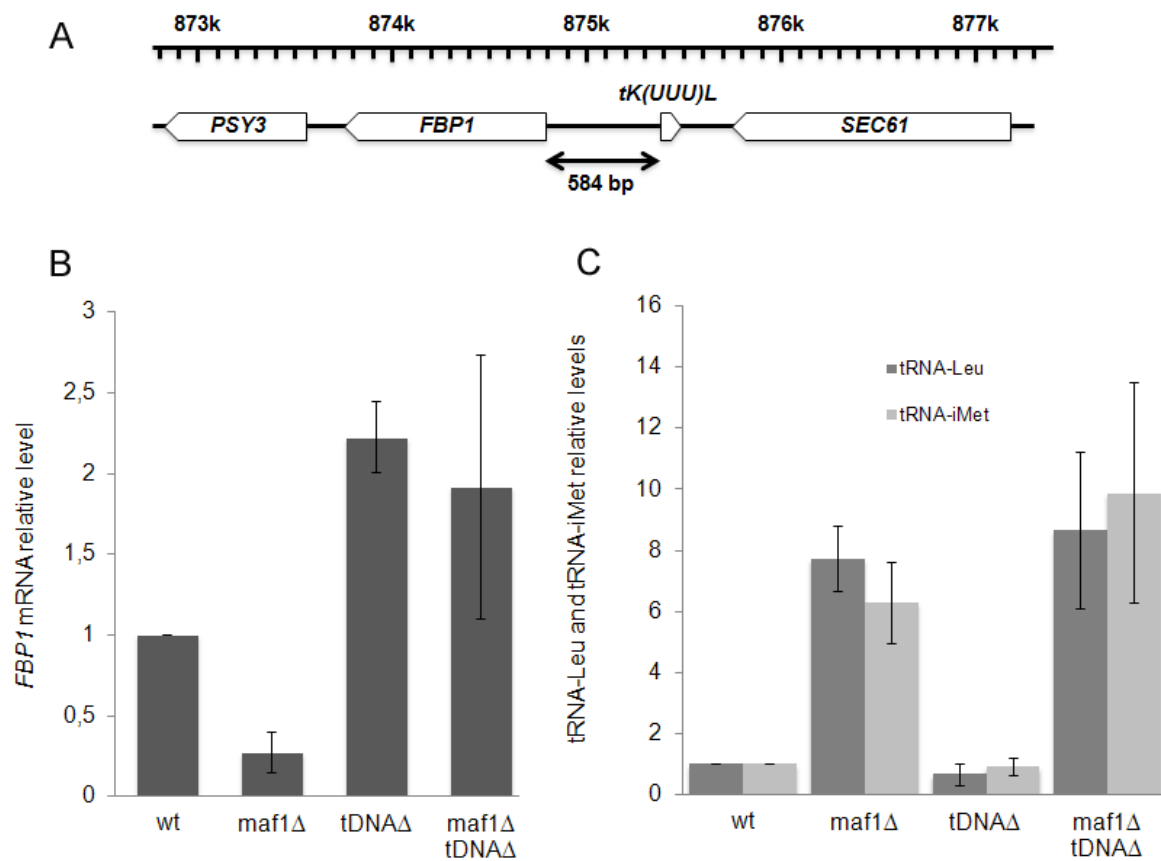 A
873k 874k 875k 876k 877k
tK(UUU)L
PSY3 FBP1 SEC61
584 bp
B
FBP1 mRNA relative level
3
2,5
2
1,5
1
0,5
0
wt maf1Δ tDNAΔ maf1Δ
tDNAΔ
C
tRNA-Leu and tRNA-iMet relative levels
16
14
12
10
8
6
4
2
0
tRNA-Leu
tRNA-iMet
wt maf1Δ tDNAΔ maf1Δ
tDNAΔ